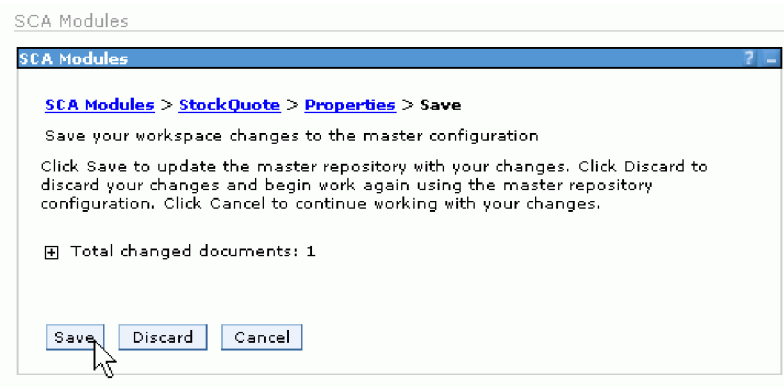 SCA Modules
SCA Modules ? –
SCA Modules > StockQuote > Properties > Save
Save your workspace changes to the master configuration
Click Save to update the master repository with your changes. Click Discard to
discard your changes and begin work again using the master repository
configuration. Click Cancel to continue working with your changes.
+ Total changed documents: 1
Save Discard Cancel